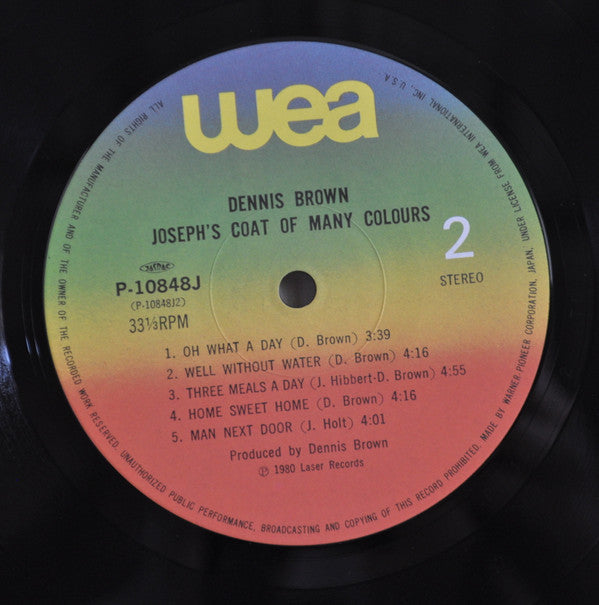 wea
DENNIS BROWN
JOSEPH'S COAT OF MANY COLOURS
2
STEREO
JASRAC
P-10848J
(P-10848J2)
33⅓RPM
1. OH WHAT A DAY (D. Brown) 3:39
2. WELL WITHOUT WATER (D. Brown) 4:16
3. THREE MEALS A DAY (J. Hibbert-D. Brown) 4:55
4. HOME SWEET HOME (D. Brown) 4:16
5. MAN NEXT DOOR (J. Holt) 4:01
Produced by Dennis Brown
℗ 1980 Laser Records
ALL RIGHTS OF THE MANUFACTURER AND OF THE OWNER OF THE RECORDED WORK RESERVED. UNAUTHORIZED PUBLIC PERFORMANCE, BROADCASTING AND COPYING OF THIS RECORD PROHIBITED. MADE BY WARNER-PIONEER CORPORATION, JAPAN, UNDER LICENSE FROM WEA INTERNATIONAL INC., U.S.A.